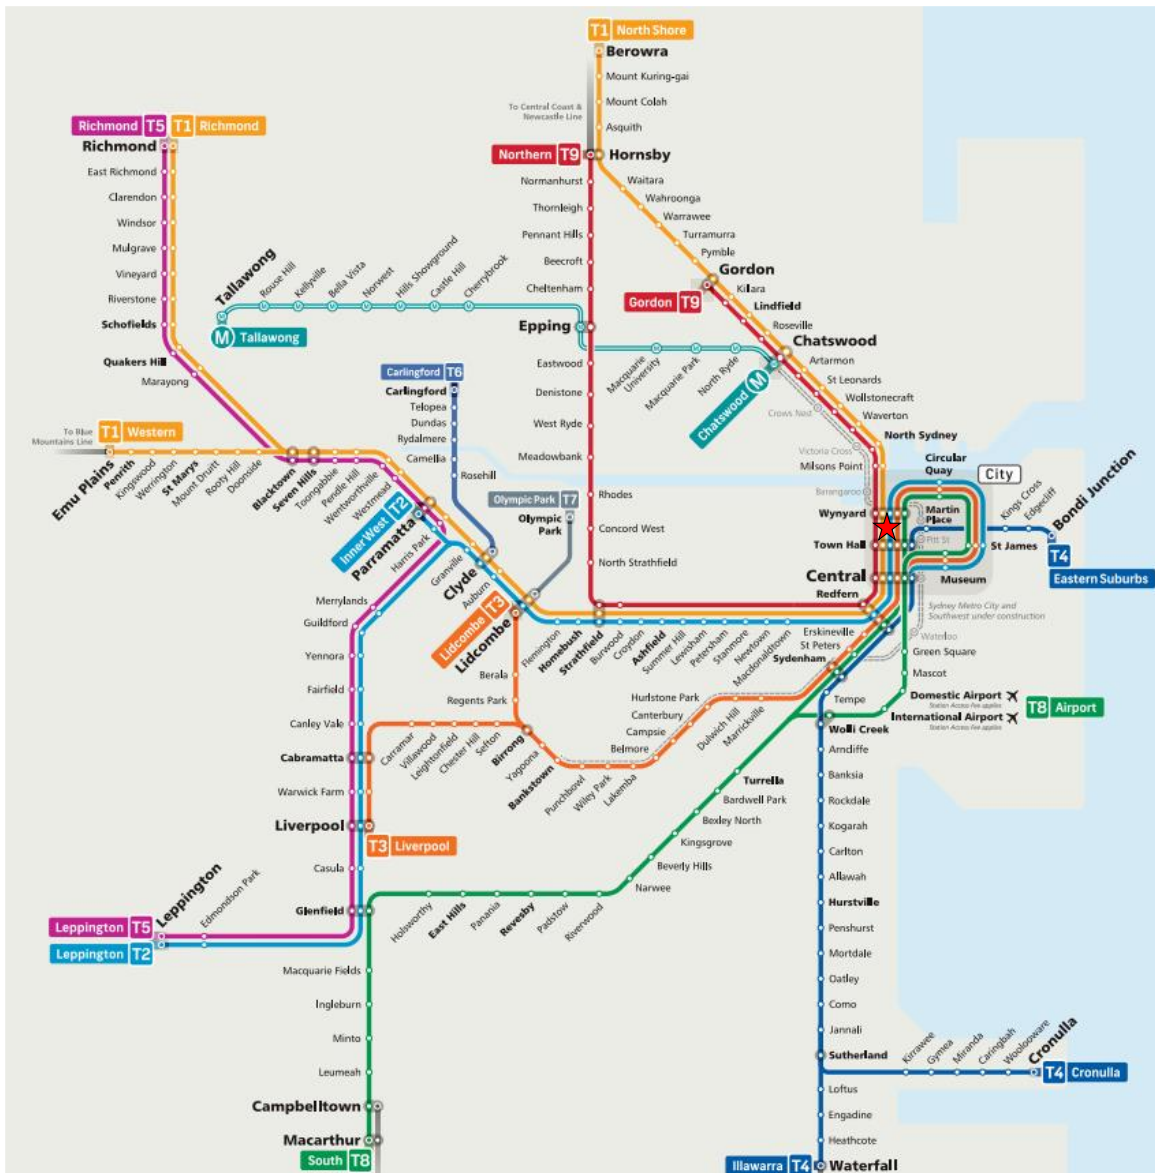 T1 North Shore
Berowra
Mount Kuring-gai
Mount Colah
To Central Coast &
Newcastle Line
Asquith
Richmond T5
T1 Richmond
Richmond
Northern T9
Hornsby
East Richmond
Clarendon
Windsor
Mulgrave
Vineyard
Riverstone
Schofields
Quakers Hill
Marayong
Normanhurst
Thornleigh
Pennant Hills
Beecroft
Cheltenham
Epping
Eastwood
Denistone
West Ryde
Meadowbank
Rhodes
Concord West
North Strathfield
Waitara
Wahroonga
Warrawee
Turramurra
Pymble
Gordon
Gordon T9
Killara
Lindfield
Roseville
Chatswood
Artarmon
St Leonards
Wollstonecraft
Waverton
North Sydney
Milsons Point
Tallawong
M Tallawong
Rouse Hill
Kellyville
Bella Vista
Norwest
Hills Showground
Castle Hill
Cherrybrook
Macquarie
University
Macquarie Park
North Ryde
Chatswood M
Crows Nest
Victoria Cross
Barangaroo
Carlingford T6
Carlingford
Telopea
Dundas
Rydalmere
Camellia
Rosehill
Olympic Park T7
Olympic
Park
To Blue
Mountains Line
T1 Western
Emu Plains
Penrith
Kingswood
Werrington
St Marys
Mount Druitt
Rooty Hill
Doonside
Blacktown
Seven Hills
Toongabbie
Pendle Hill
Wentworthville
Westmead
Inner West T2
Parramatta
Harris Park
Granville
Clyde
Auburn
Lidcombe T3
Lidcombe
Flemington
Homebush
Strathfield
Burwood
Croydon
Ashfield
Summer Hill
Lewisham
Petersham
Stanmore
Newtown
Macdonaldtown
Circular
Quay
City
Wynyard
Martin
Place
Town Hall
Pitt St
Central
Museum
St James
Redfern
Kings Cross
Edgecliff
Bondi Junction
T4
Eastern Suburbs
Sydney Metro City and
Southwest under construction
Waterloo
Green Square
Mascot
Domestic Airport
Station Access Fee applies
International Airport
Station Access Fee applies
T8 Airport
Erskineville
St Peters
Sydenham
Tempe
Wolli Creek
Arncliffe
Banksia
Rockdale
Kogarah
Carlton
Allawah
Hurstville
Penshurst
Mortdale
Oatley
Como
Jannali
Sutherland
Loftus
Engadine
Heathcote
Illawarra T4
Waterfall
Kirrawee
Gymea
Miranda
Caringbah
Woolooware
Cronulla
T4 Cronulla
Merrylands
Guildford
Yennora
Fairfield
Canley Vale
Cabramatta
Warwick Farm
Liverpool
T3 Liverpool
Casula
Glenfield
Leppington
Edmondson Park
Leppington T5
Leppington T2
Berala
Regents Park
Carramar
Villawood
Leightonfield
Chester Hill
Sefton
Birrong
Yagoona
Bankstown
Punchbowl
Wiley Park
Lakemba
Belmore
Campsie
Canterbury
Hurlstone Park
Dulwich Hill
Marrickville
Turrella
Bardwell Park
Bexley North
Kingsgrove
Beverly Hills
Narwee
Riverwood
Padstow
Revesby
Panania
East Hills
Holsworthy
Macquarie Fields
Ingleburn
Minto
Leumeah
Campbelltown
Macarthur
South T8